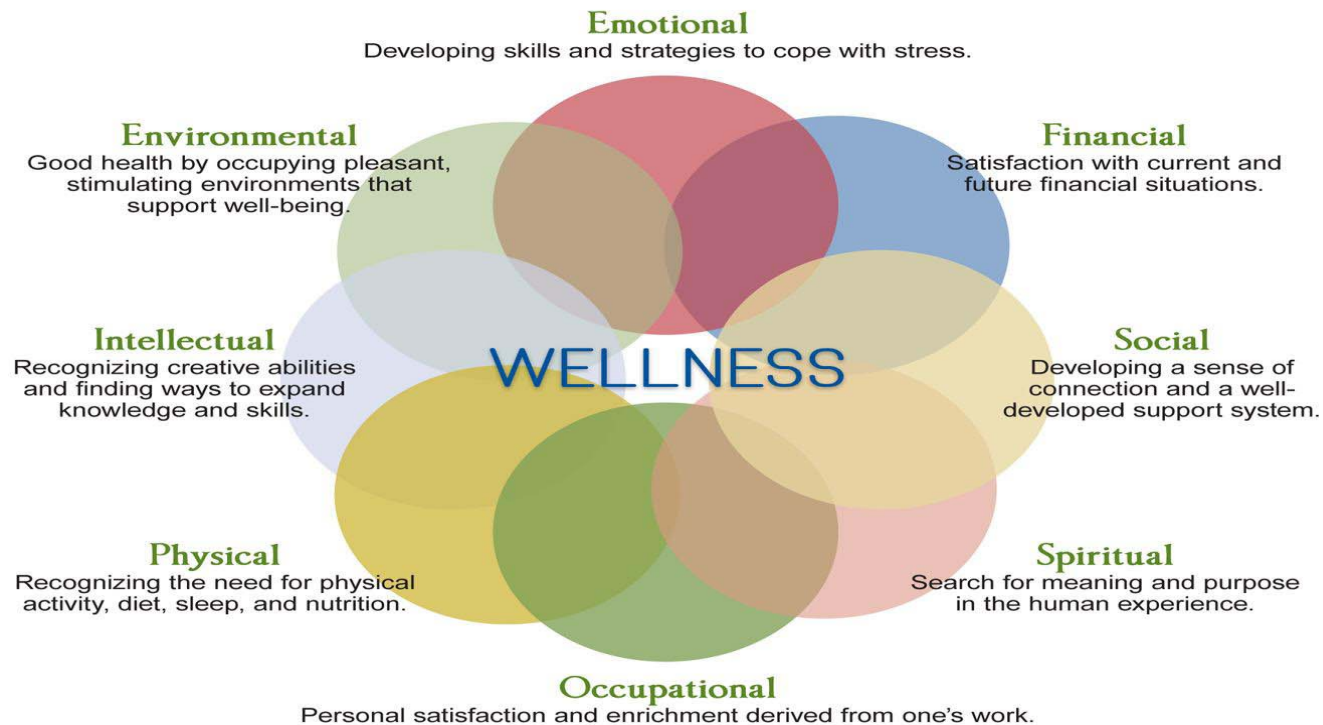 Emotional
Developing skills and strategies to cope with stress.
Environmental
Good health by occupying pleasant,
stimulating environments that
support well-being.
Financial
Satisfaction with current and
future financial situations.
Intellectual
Recognizing creative abilities
and finding ways to expand
knowledge and skills.
WELLNESS
Social
Developing a sense of
connection and a well-
developed support system.
Physical
Recognizing the need for physical
activity, diet, sleep, and nutrition.
Spiritual
Search for meaning and purpose
in the human experience.
Occupational
Personal satisfaction and enrichment derived from one's work.